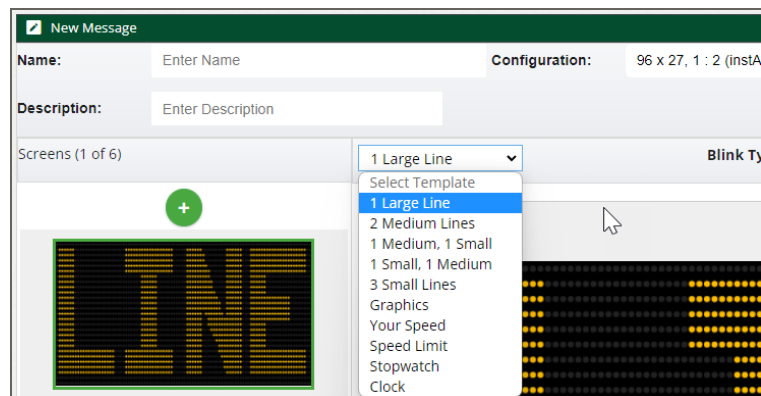 New Message
Name: Enter Name Configuration: 96 x 27, 1 : 2 (instA
Description: Enter Description
Screens (1 of 6) 1 Large Line Blink Ty
Select Template
1 Large Line
2 Medium Lines
1 Medium, 1 Small
1 Small, 1 Medium
3 Small Lines
Graphics
Your Speed
Speed Limit
Stopwatch
Clock
+
LINE